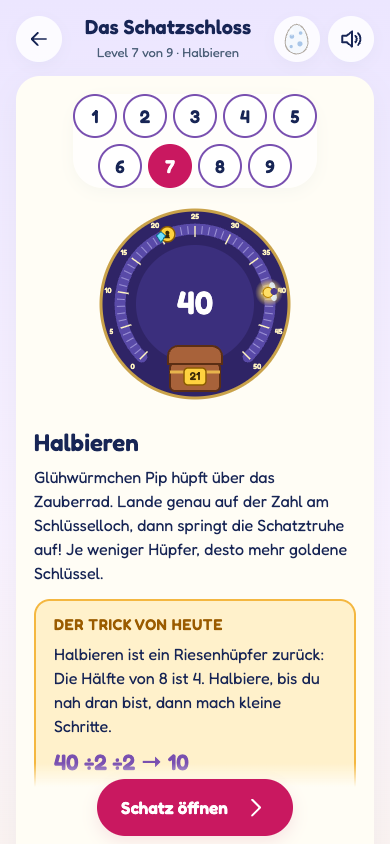 Das Schatzschloss
Level 7 von 9 · Halbieren
1 2 3 4 5
6 7 8 9
25
20 30
15 35
10 40
5 45
0 50
40
21
Halbieren
Glühwürmchen Pip hüpft über das
Zauberrad. Lande genau auf der Zahl am
Schlüsselloch, dann springt die Schatztruhe
auf! Je weniger Hüpfer, desto mehr goldene
Schlüssel.
DER TRICK VON HEUTE
Halbieren ist ein Riesenhüpfer zurück:
Die Hälfte von 8 ist 4. Halbiere, bis du
nah dran bist, dann mach kleine
Schritte.
40 ÷2 ÷2 → 10
Schatz öffnen